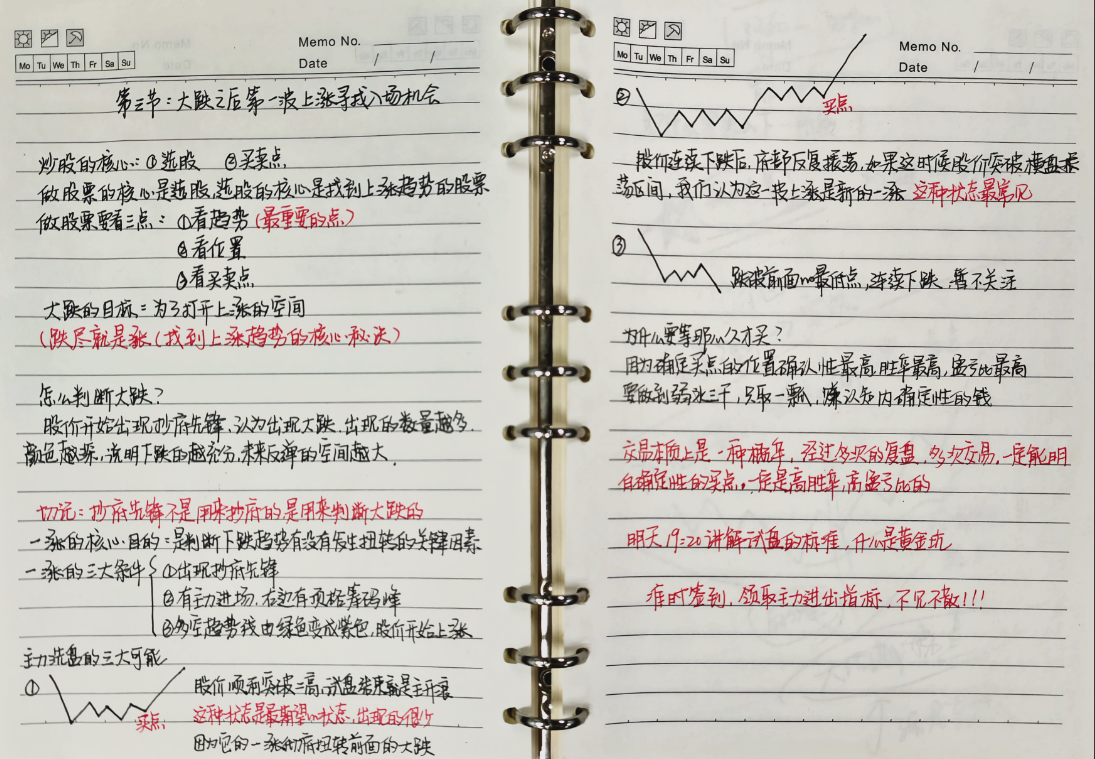 Memo No.
Mo Tu We Th Fr Sa Su
Date / /
第三节：大跌之后第一波上涨寻找入场机会
炒股的核心：①选股 ②买卖点
做股票的核心是选股，选股的核心是找到上涨趋势的股票
做股票要看三点：①看趋势（最重要的点）
②看位置
③看买卖点
大跌的目标：为了打开上涨的空间
（跌尽就是涨（找到上涨趋势的核心秘诀）
怎么判断大跌？
股价开始出现抄底先锋，认为出现大跌，出现的数量越多，
颜色越深，说明下跌的越充分，未来反弹的空间越大。
切记：抄底先锋不是用来抄底的是用来判断大跌的
一涨的核心目的：是判断下跌趋势有没有发生扭转的关键因素
一涨的三大条件 ①出现抄底先锋
②有主力进场，右边有顶格筹码峰
③多空趋势线由绿色变成紫色，股价开始上涨
主力洗盘的三大可能
① 股价顺利突破二高，试盘结束就是主升浪
买点 这种状态是最期望的状态，出现的很少
因为它的一涨彻底扭转前面的大跌
Memo No.
Mo Tu We Th Fr Sa Su
Date / /
② 买点
股价连续下跌后，底部反复振荡，如果这时候股价突破横盘振
荡区间，我们认为这一波上涨是新的一涨 这种状态最常见
③ 跌破前面的最低点，连续下跌，暂不关注
为什么要等那么久才买？
因为确定买点的位置确认性最高，胜率最高，盈亏比最高
要做到弱水三千，只取一瓢，赚认知内确定性的钱
交易本质上是一种概率，经过多次的复盘，多次交易，一定能明
白确定性的买点，一定是高胜率，高盈亏比的
明天19:20讲解试盘的标准，什么是黄金坑
准时签到，领取主力进出指标，不见不散!!!